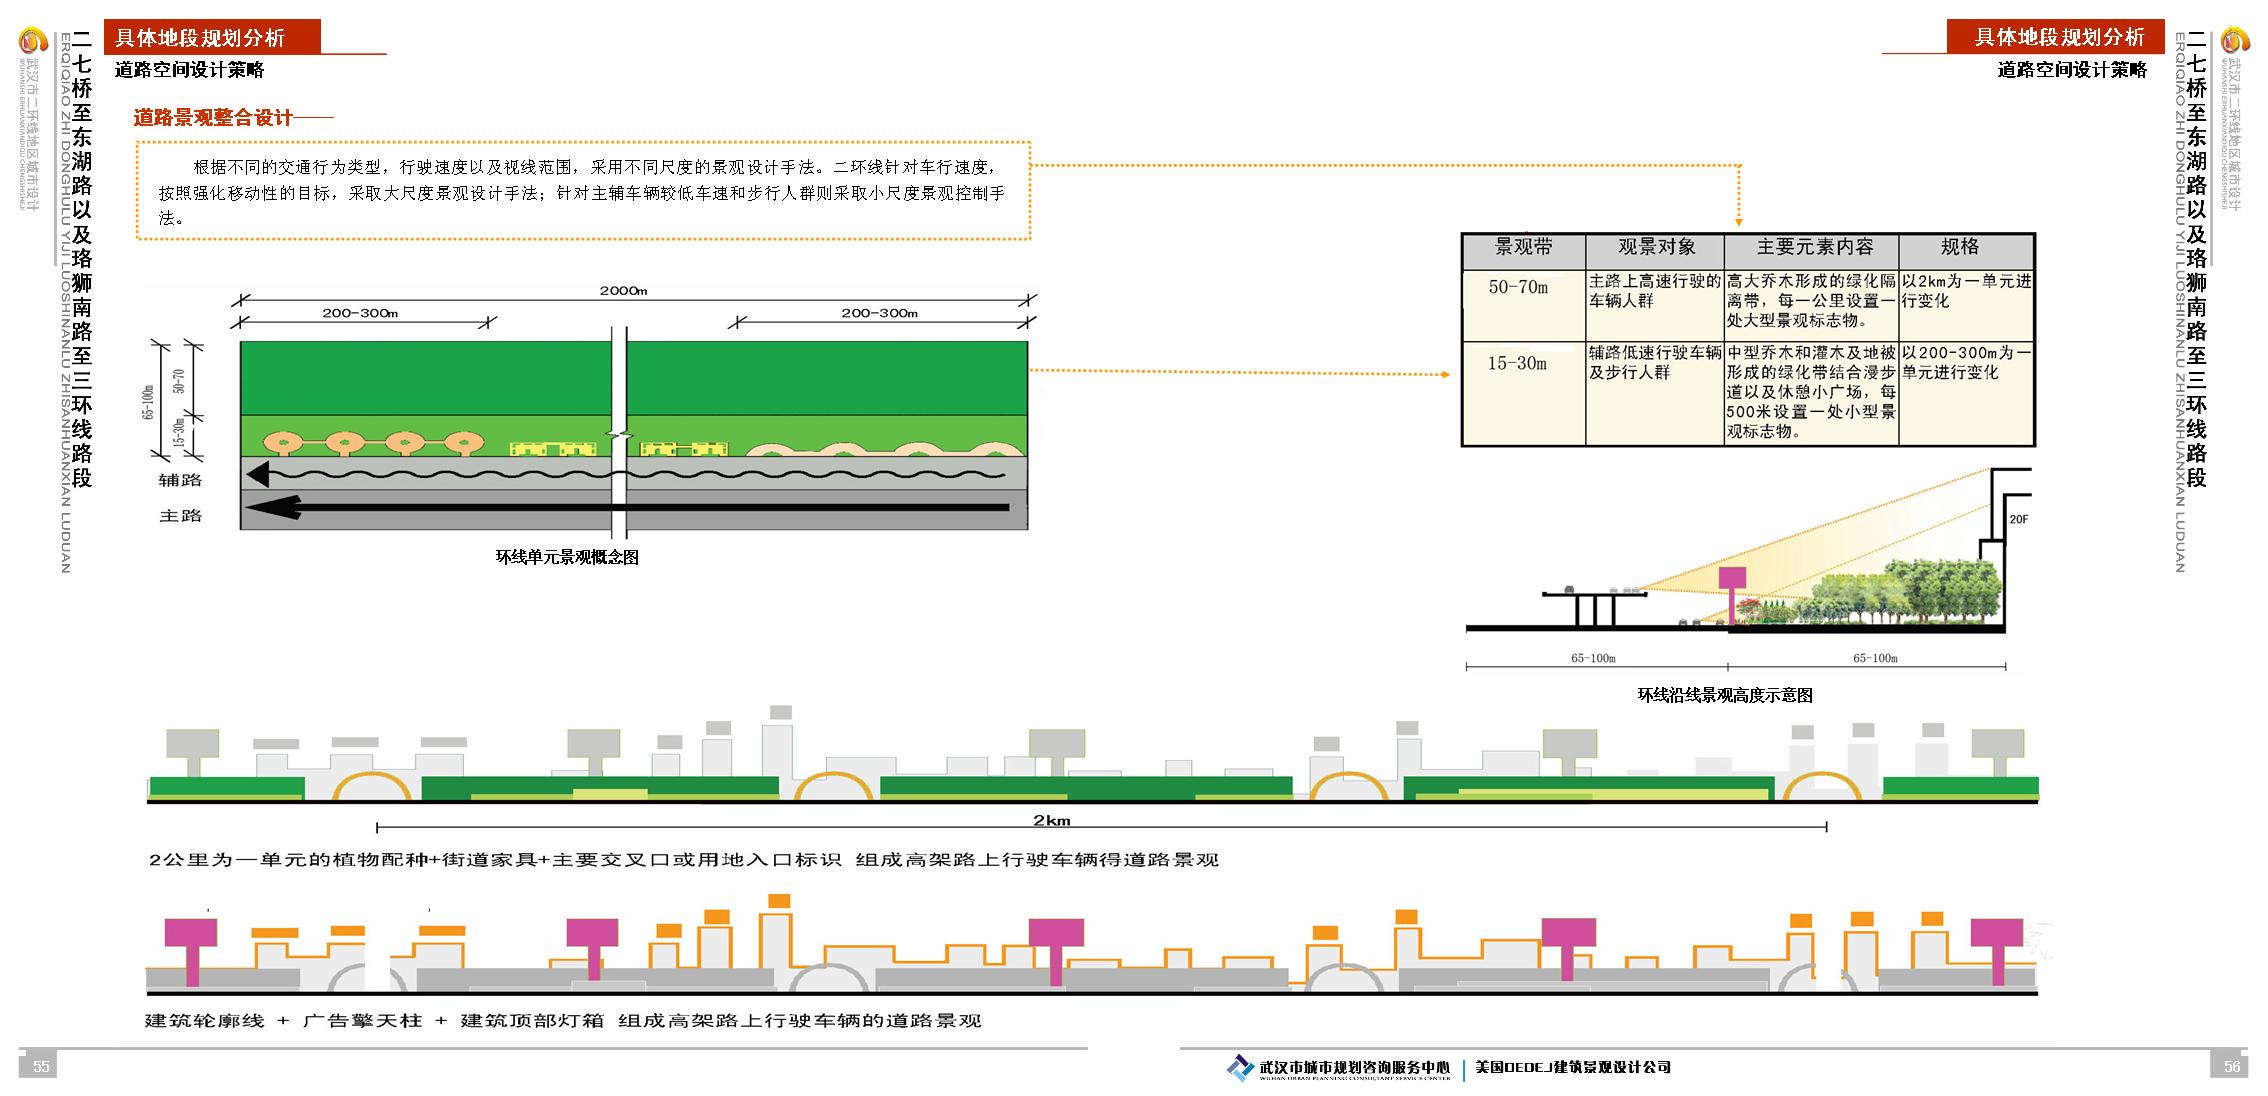 具体地段规划分析
道路空间设计策略
武汉市二环线地区城市设计
WUHANSHI ERHUANXIANDIQU CHENGSHISHEJI
二七桥至东湖路以及珞狮南路至三环线路段
ERQIQIAO ZHI DONGHULU YIJI LUOSHINANLU ZHISANHUANXIAN LUDUAN
道路景观整合设计——
根据不同的交通行为类型，行驶速度以及视线范围，采用不同尺度的景观设计手法。二环线针对车行速度，
按照强化移动性的目标，采取大尺度景观设计手法；针对主辅车辆较低车速和步行人群则采取小尺度景观控制手
法。
2000m
200-300m
200-300m
65-100m
50-70
15-30m
辅路
主路
环线单元景观概念图
具体地段规划分析
道路空间设计策略
武汉市二环线地区城市设计
WUHANSHI ERHUANXIANDIQU CHENGSHISHEJI
二七桥至东湖路以及珞狮南路至三环线路段
ERQIQIAO ZHI DONGHULU YIJI LUOSHINANLU ZHISANHUANXIAN LUDUAN
景观带 观景对象 主要元素内容 规格
50-70m
主路上高速行驶的
车辆人群
高大乔木形成的绿化隔
离带，每一公里设置一
处大型景观标志物。
以2km为一单元进
行变化
15-30m
辅路低速行驶车辆
及步行人群
中型乔木和灌木及地被
形成的绿化带结合漫步
道以及休憩小广场，每
500米设置一处小型景
观标志物。
以200-300m为一
单元进行变化
20F
65-100m
65-100m
环线沿线景观高度示意图
2km
2公里为一单元的植物配种+街道家具+主要交叉口或用地入口标识 组成高架路上行驶车辆得道路景观
建筑轮廓线 + 广告擎天柱 + 建筑顶部灯箱 组成高架路上行驶车辆的道路景观
55
武汉市城市规划咨询服务中心
WUHAN URBAN PLANNING CONSULTANT SERVICE CENTER
美国DEDEJ建筑景观设计公司
56